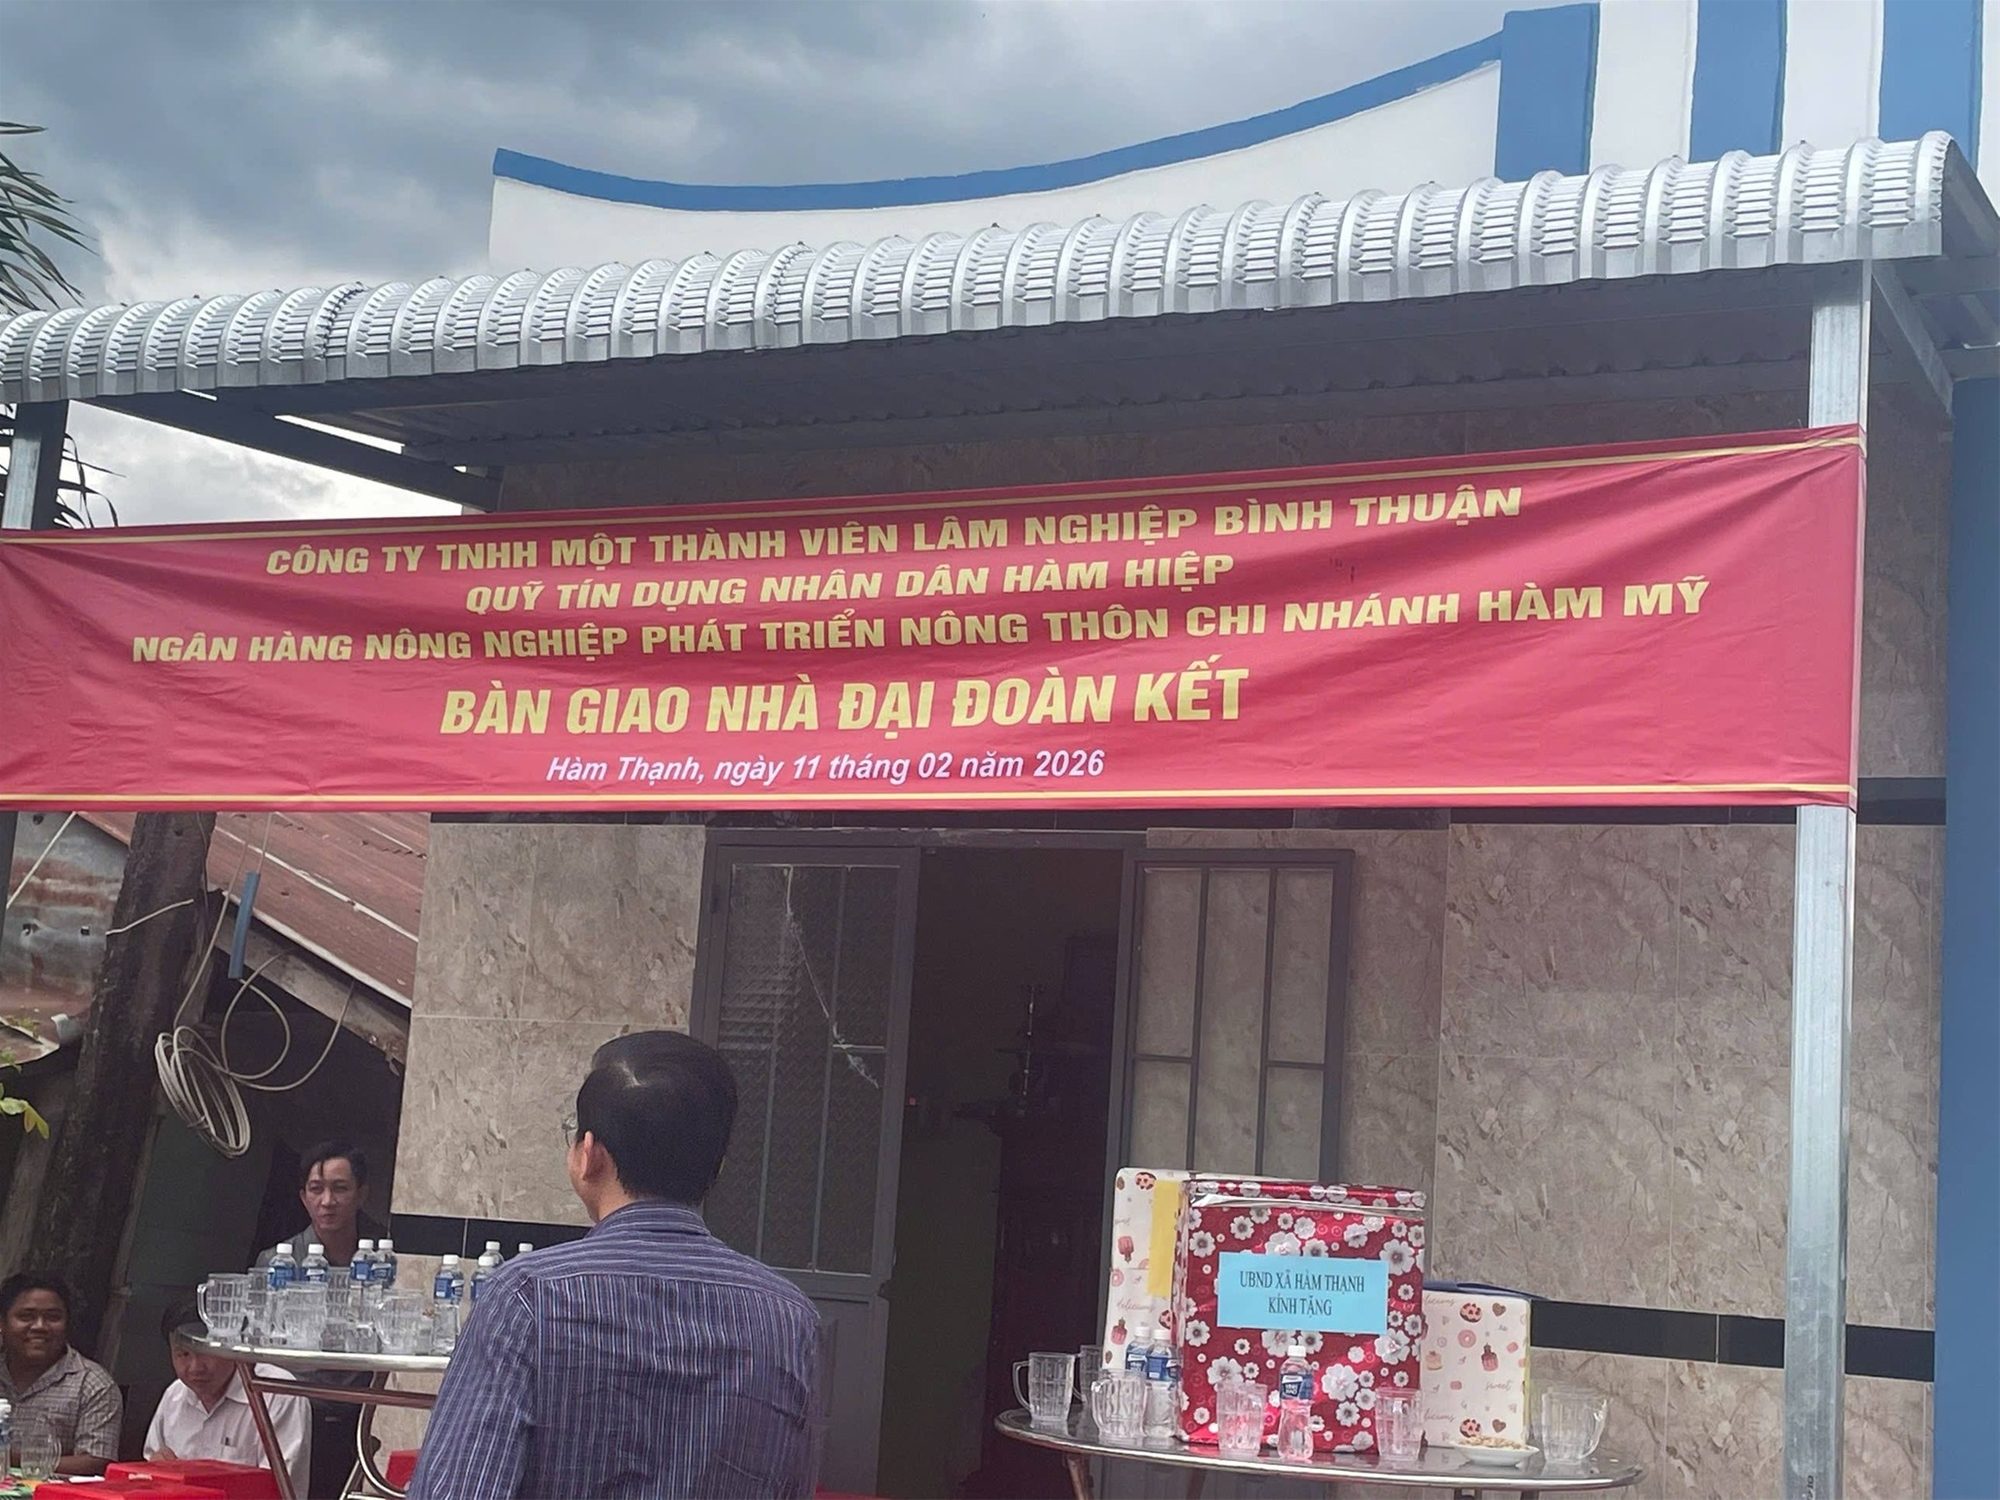 CÔNG TY TNHH MỘT THÀNH VIÊN LÂM NGHIỆP BÌNH THUẬN
QUỸ TÍN DỤNG NHÂN DÂN HÀM HIỆP
NGÂN HÀNG NÔNG NGHIỆP PHÁT TRIỂN NÔNG THÔN CHI NHÁNH HÀM MỸ
BÀN GIAO NHÀ ĐẠI ĐOÀN KẾT
Hàm Thạnh, ngày 11 tháng 02 năm 2026
UBND XÃ HÀM THẠNH
KÍNH TẶNG